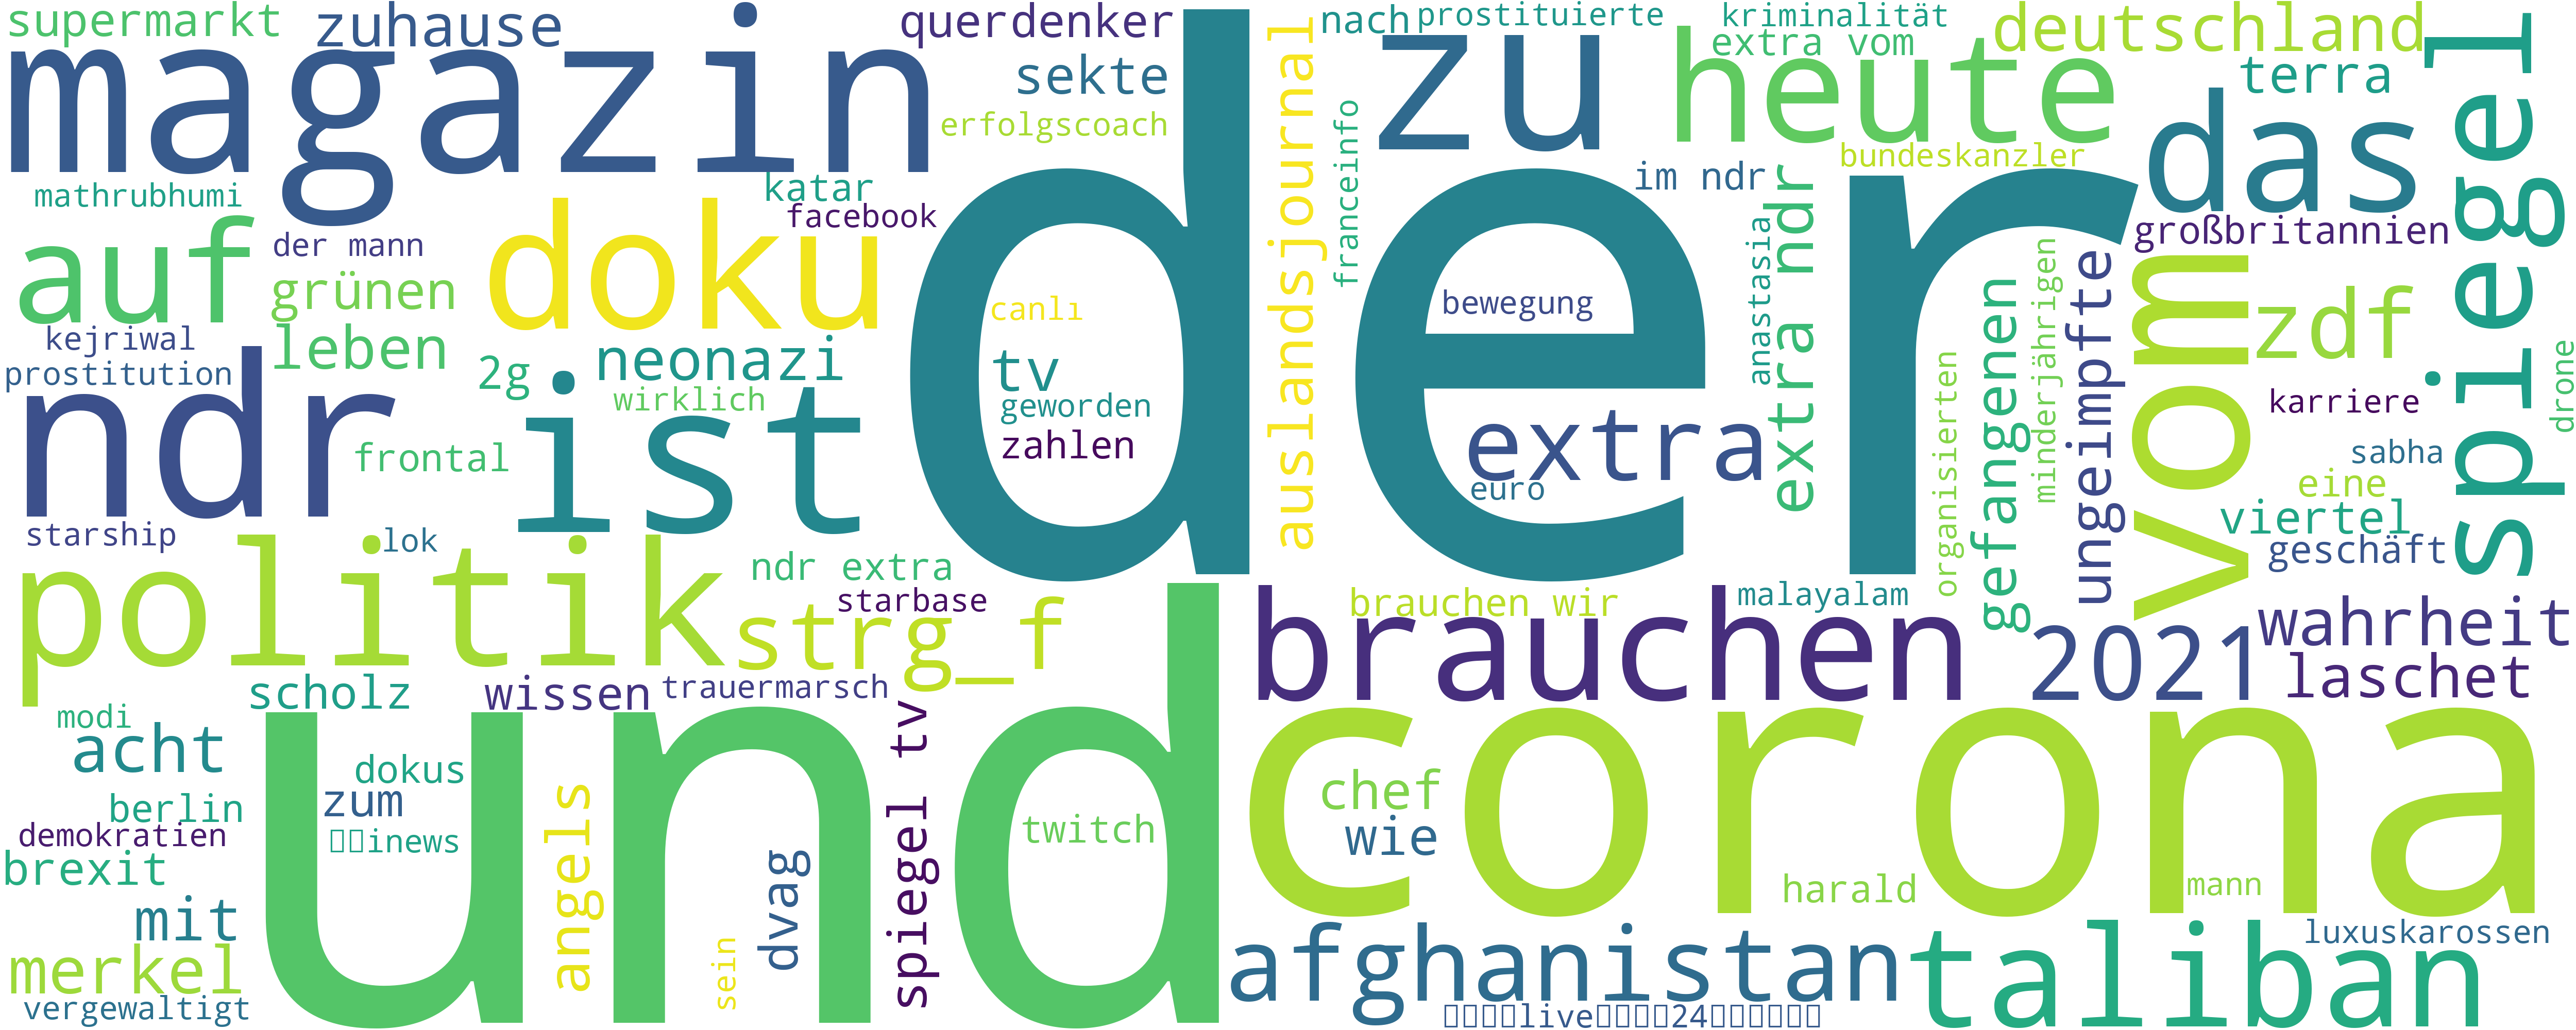 supermarkt
zuhause
querdenker
nach
prostituierte
kriminalität
deutschland
magazin
sekte
zu
extra vom
heute
terra
erfolgscoach
auslandsjournal
franceinfo
das
spiegel
mathrubhumi
katar
facebook
der
im ndr
bundeskanzler
auf
der mann
doku
großbritannien
grünen
canlı
bewegung
anastasia
extra ndr
minderjährigen
ungeimpfte
vom
zdf
kejriwal
leben
2g
neonazi
tv
gefangenen
drone
prostitution
wirklich
geworden
organisierten
karriere
ndr
ist
zahlen
extra
sabha
frontal
euro
eine
starship
lok
viertel
geschäft
politik
ndr extra
starbase
strg_f
brauchen wir
malayalam
brauchen
2021
wahrheit
scholz
wissen
trauermarsch
laschet
modi
acht
und
corona
dokus
zum
berlin
chef
demokratien
inews
twitch
wie
brexit
angels
dvag
spiegel tv
harald
mann
mit
sein
afghanistan
taliban
luxuskarossen
merkel
vergewaltigt
live
24